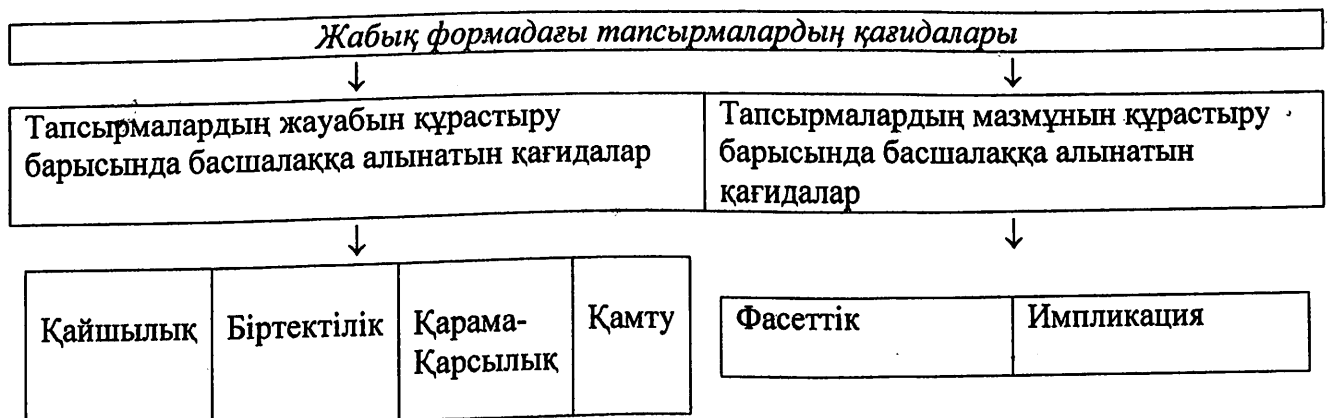 Жабық формадағы тапсырмалардың қағидалары
Тапсырмалардың жауабын құрастыру
барысында басшалаққа алынатын қағидалар
Тапсырмалардың мазмұнын құрастыру
барысында басшалаққа алынатын
қағидалар
Қайшылық
Біртектілік
Қарама-
Қарсылық
Қамту
Фасеттік
Импликация